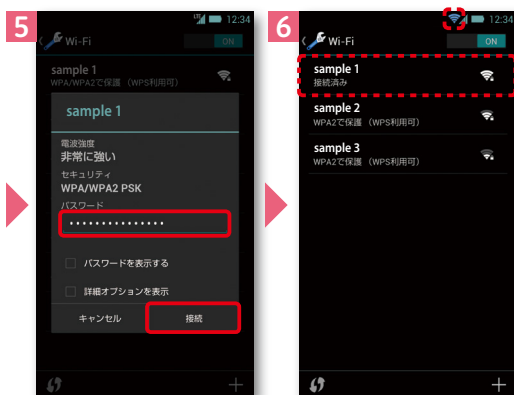 5
LTE 12:34
Wi-Fi
ON
sample 1
WPA/WPA2で保護 (WPS利用可)
sample 1
電波強度
非常に強い
セキュリティ
WPA/WPA2 PSK
パスワード
パスワードを表示する
詳細オプションを表示
キャンセル 接続
6
12:34
Wi-Fi
ON
sample 1
接続済み
sample 2
WPA2で保護 (WPS利用可)
sample 3
WPA2で保護 (WPS利用可)